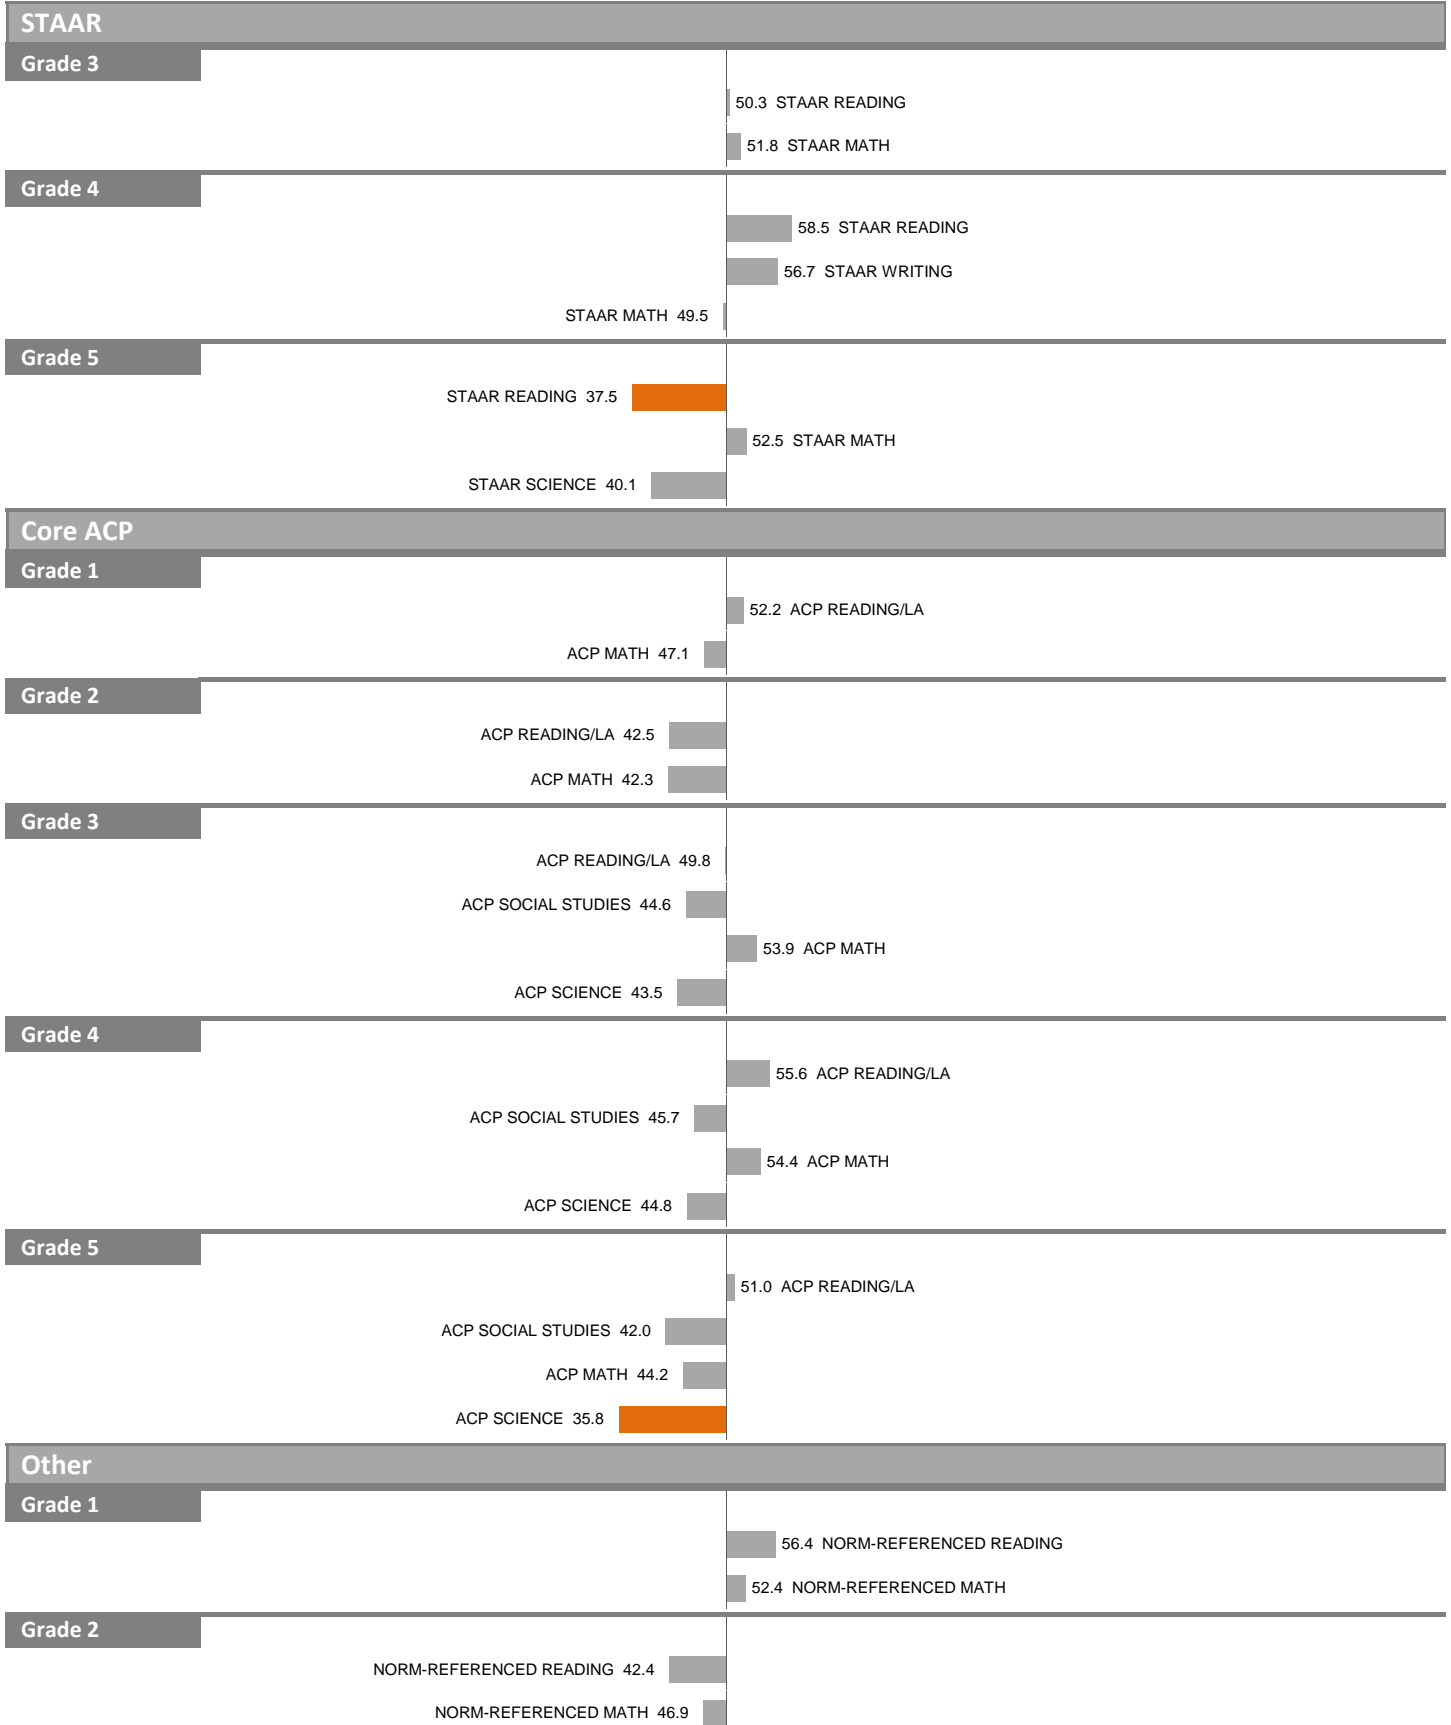 STAAR
Grade 3
50.3 STAAR READING
51.8 STAAR MATH
Grade 4
58.5 STAAR READING
56.7 STAAR WRITING
STAAR MATH 49.5
Grade 5
STAAR READING 37.5
52.5 STAAR MATH
STAAR SCIENCE 40.1
Core ACP
Grade 1
52.2 ACP READING/LA
ACP MATH 47.1
Grade 2
ACP READING/LA 42.5
ACP MATH 42.3
Grade 3
ACP READING/LA 49.8
ACP SOCIAL STUDIES 44.6
53.9 ACP MATH
ACP SCIENCE 43.5
Grade 4
55.6 ACP READING/LA
ACP SOCIAL STUDIES 45.7
54.4 ACP MATH
ACP SCIENCE 44.8
Grade 5
51.0 ACP READING/LA
ACP SOCIAL STUDIES 42.0
ACP MATH 44.2
ACP SCIENCE 35.8
Other
Grade 1
56.4 NORM-REFERENCED READING
52.4 NORM-REFERENCED MATH
Grade 2
NORM-REFERENCED READING 42.4
NORM-REFERENCED MATH 46.9